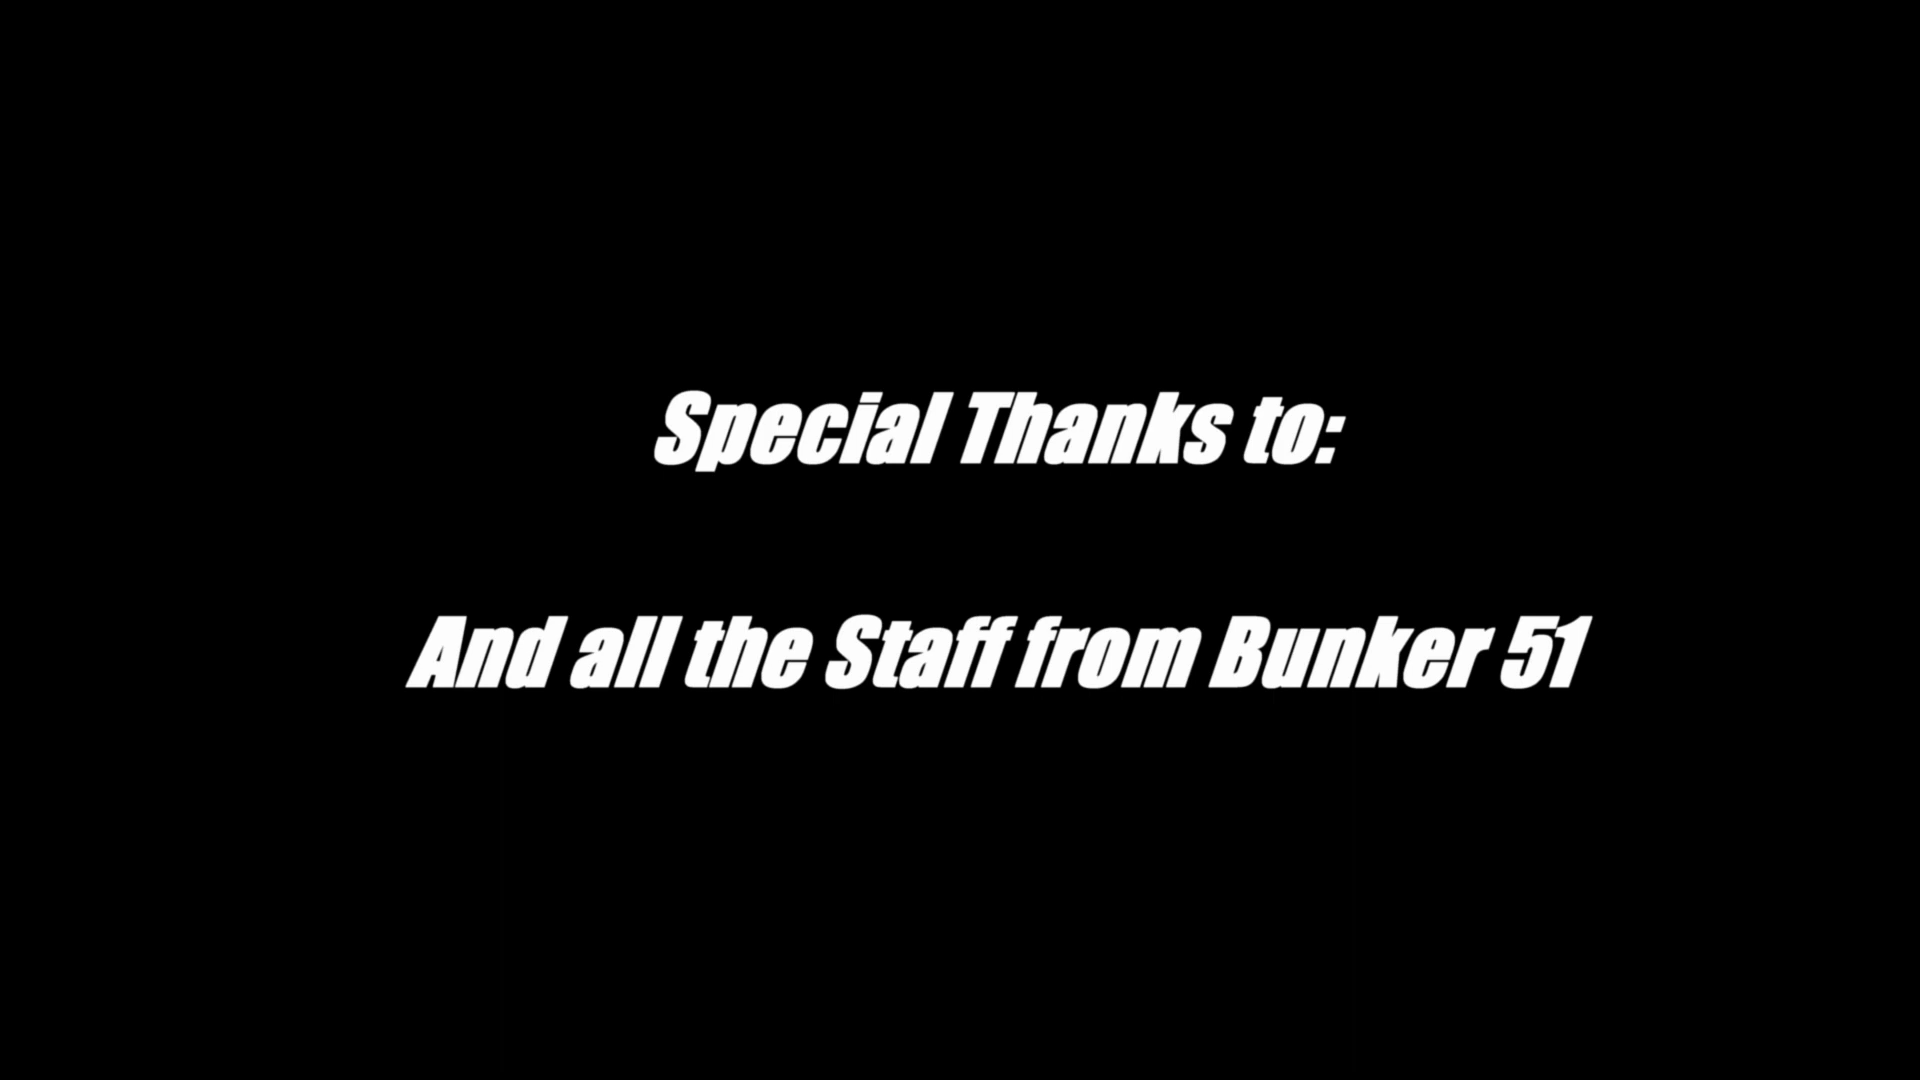 Special Thanks to:
And all the Staff from Bunker 51